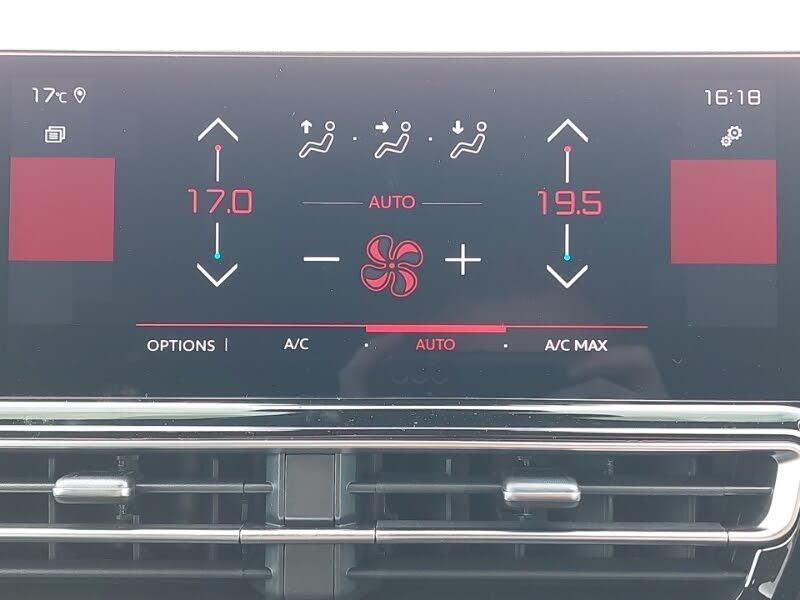 17°C
16:18
17.0
AUTO
19.5
OPTIONS | A/C · AUTO · A/C MAX